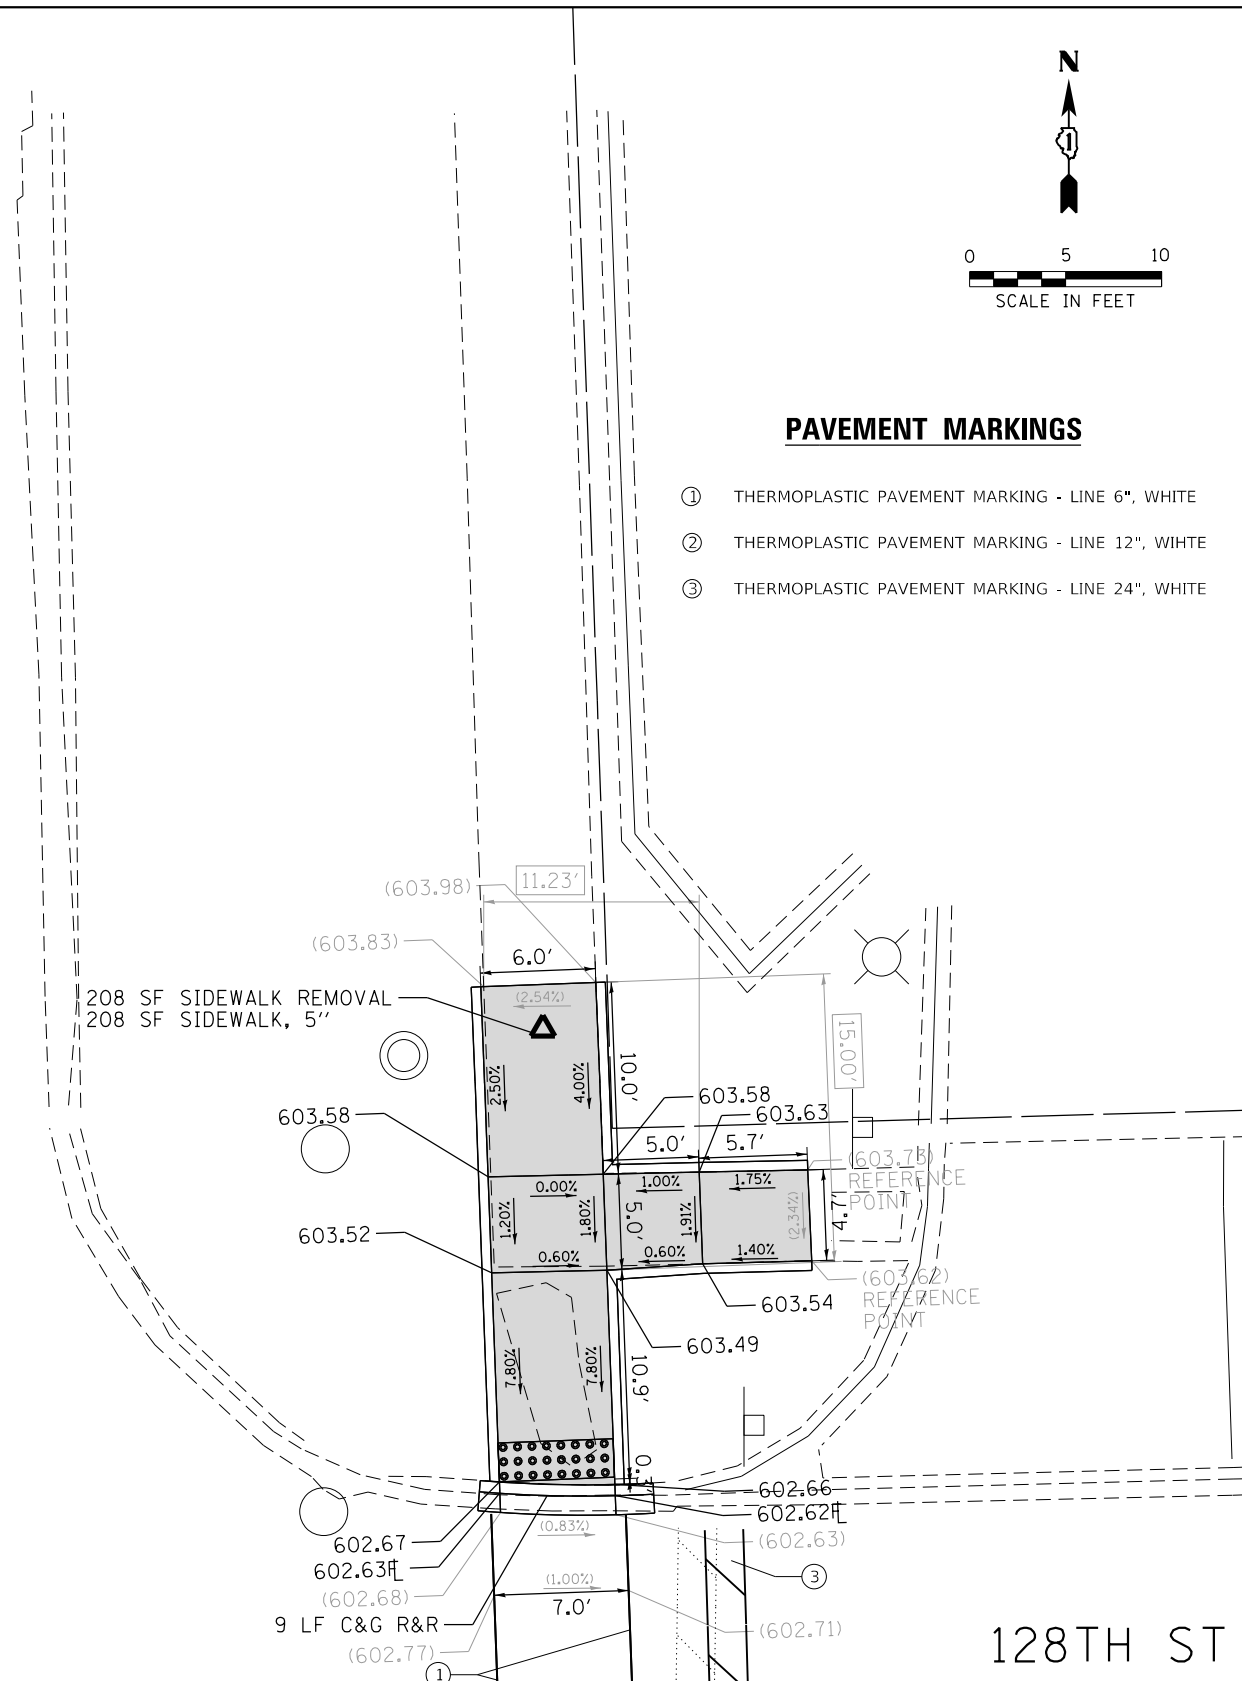 N
1
0 5 10
SCALE IN FEET
PAVEMENT MARKINGS
1 THERMOPLASTIC PAVEMENT MARKING - LINE 6", WHITE
2 THERMOPLASTIC PAVEMENT MARKING - LINE 12", WIHTE
3 THERMOPLASTIC PAVEMENT MARKING - LINE 24", WHITE
(603.98)
11.23'
(603.83)
6.0'
208 SF SIDEWALK REMOVAL
208 SF SIDEWALK, 5''
(2.54%)
15.00'
10.0'
2.50%
4.00%
603.58
603.58
603.63
5.0'
5.7'
(603.73)
REFERENCE
POINT
0.00%
1.00%
1.75%
1.20%
1.80%
5.0'
1.91%
(2.34%)
4.7'
603.52
0.60%
0.60%
1.40%
(603.62)
REFERENCE
POINT
603.54
603.49
7.80%
7.80%
10.9'
602.66
602.62 FL
602.67
(0.83%)
(602.63)
602.63 FL
(602.68)
(1.00%)
3
7.0'
9 LF C&G R&R
(602.71)
(602.77)
1
128TH ST